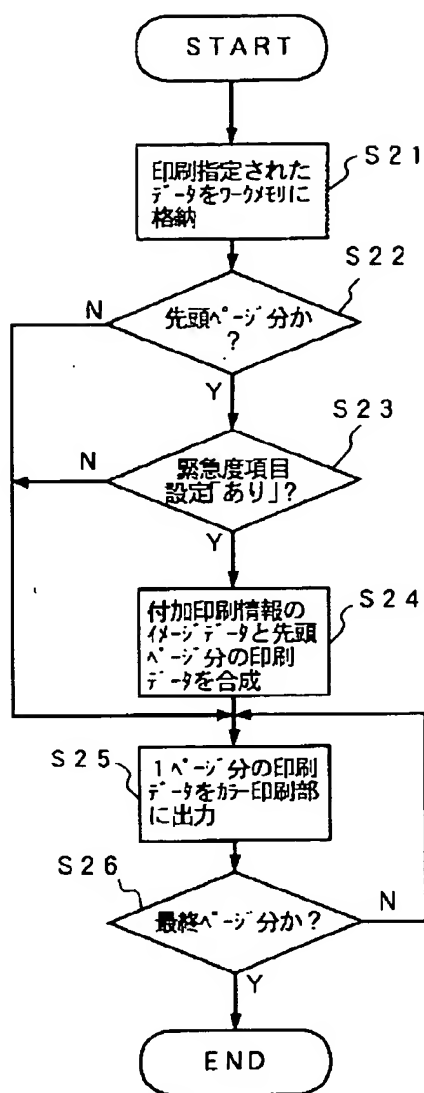 START
S21
印刷指定された
データをワークメモリに
格納
S22
先頭ページ分か
?
N
Y
S23
緊急度項目
設定「あり」?
N
Y
S24
付加印刷情報の
イメージデータと先頭
ページ分の印刷
データを合成
S25
1ページ分の印刷
データをカラー印刷部
に出力
S26
最終ページ分か?
N
Y
END